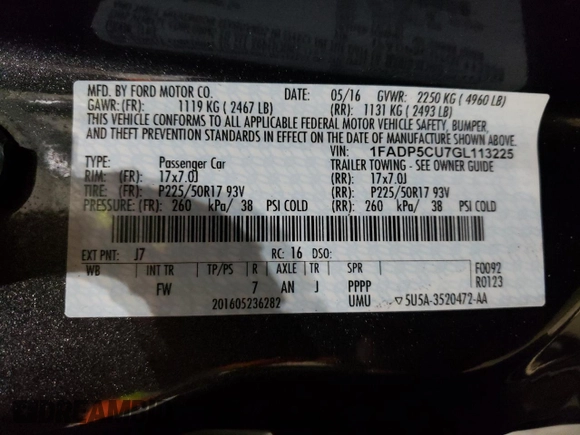 MFD. BY FORD MOTOR CO. DATE: 05/16 GVWR: 2250 KG ( 4960 LB)
GAWR: (FR): 1119 KG ( 2467 LB) (RR): 1131 KG ( 2493 LB)
THIS VEHICLE CONFORMS TO ALL APPLICABLE FEDERAL MOTOR VEHICLE SAFETY, BUMPER,
AND THEFT PREVENTION STANDARDS IN EFFECT ON THE DATE OF MANUFACTURE SHOWN ABOVE.
VIN: 1FADP5CU7GL113225
TYPE: Passenger Car TRAILER TOWING - SEE OWNER GUIDE
RIM: (FR): 17x7.0J (RR): 17x7.0J
TIRE: (FR): P225/50R17 93V (RR): P225/50R17 93V
PRESSURE: (FR): 260 kPa/ 38 PSI COLD (RR): 260 kPa/ 38 PSI COLD
EXT PNT: J7 RC: 16 DSO:
WB INT TR TP/PS R AXLE TR SPR F0092
FW 7 AN J PPPP R0123
201605236282 UMU ▽ 5U5A-3520472-AA